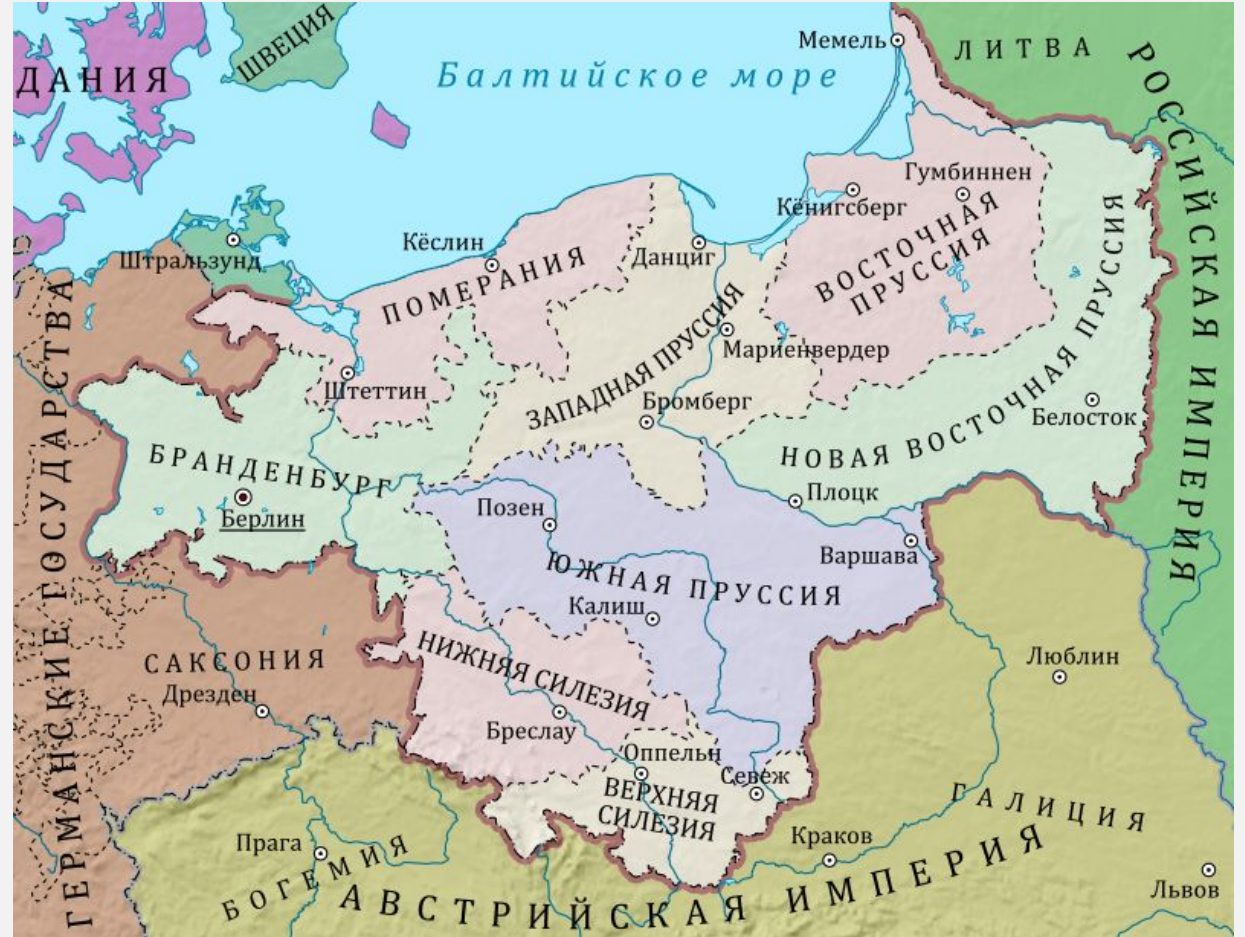 ДАНИЯ
ШВЕЦИЯ
Балтийское море
Мемель
ЛИТВА
РОССИЙСКАЯ ИМПЕРИЯ
Гумбиннен
Кёнигсберг
ВОСТОЧНАЯ
ПРУССИЯ
Штральзунд
Кёслин
Данциг
ПОМЕРАНИЯ
ГЕРМАНСКИЕ ГОСУДАРСТВА
ЗАПАДНАЯ ПРУССИЯ
Мариенвердер
Штеттин
Бромберг
Белосток
НОВАЯ ВОСТОЧНАЯ ПРУССИЯ
БРАНДЕНБУРГ
Берлин
Позен
Плоцк
Варшава
ЮЖНАЯ ПРУССИЯ
Калиш
САКСОНИЯ
Дрезден
НИЖНЯЯ СИЛЕЗИЯ
Бреслау
Люблин
Оппельн
Севеж
ВЕРХНЯЯ
СИЛЕЗИЯ
ГАЛИЦИЯ
Прага
БОГЕМИЯ
Краков
АВСТРИЙСКАЯ ИМПЕРИЯ
Львов